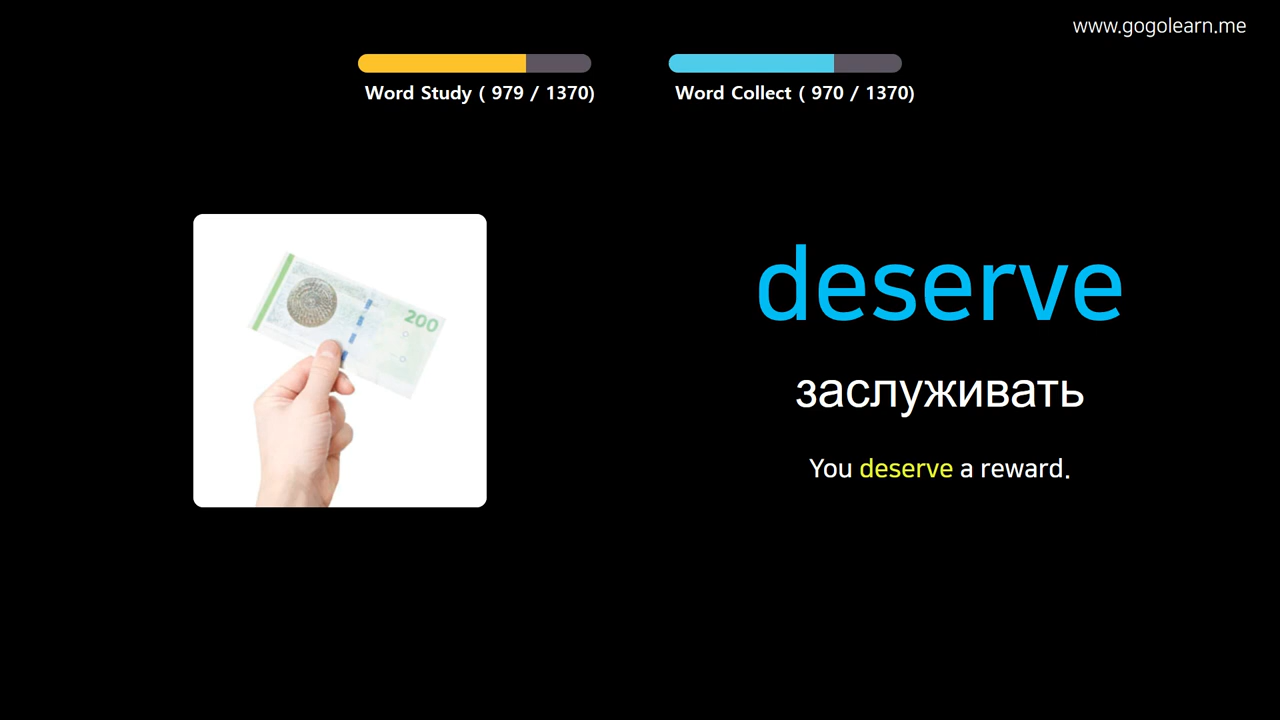 www.gogolearn.me
Word Study ( 979 / 1370)
Word Collect ( 970 / 1370)
200
deserve
заслуживать
You deserve a reward.